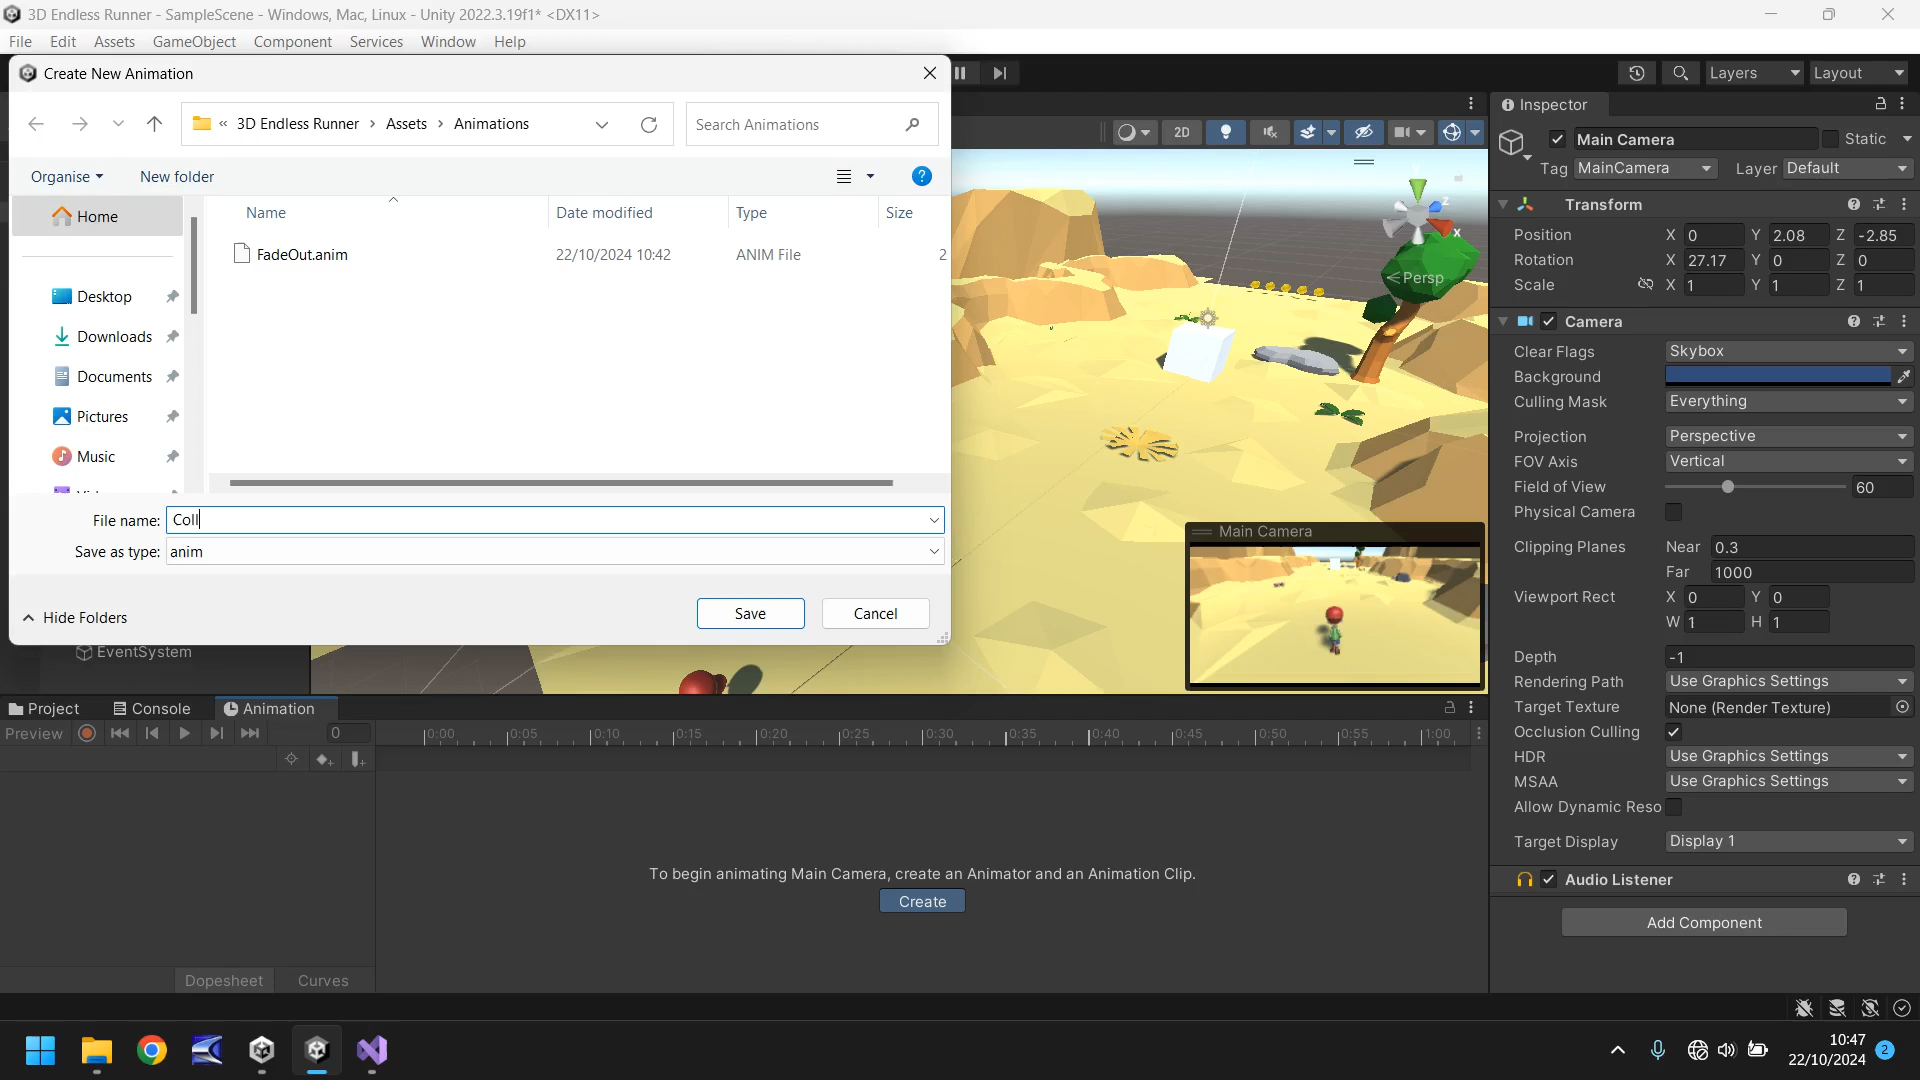 3D Endless Runner - SampleScene - Windows, Mac, Linux - Unity 2022.3.19f1* <DX11>
File Edit Assets GameObject Component Services Window Help
Create New Animation
« 3D Endless Runner > Assets > Animations
Search Animations
Organise
New folder
Home
Desktop
Downloads
Documents
Pictures
Music
Name Date modified Type Size
FadeOut.anim 22/10/2024 10:42 ANIM File 2
File name: Coll
Save as type: anim
Hide Folders
Save
Cancel
EventSystem
Layers
Layout
2D
Persp
z
x
Main Camera
Inspector
Main Camera Static
Tag MainCamera Layer Default
Transform
Position X 0 Y 2.08 Z -2.85
Rotation X 27.17 Y 0 Z 0
Scale X 1 Y 1 Z 1
Camera
Clear Flags Skybox
Background
Culling Mask Everything
Projection Perspective
FOV Axis Vertical
Field of View 60
Physical Camera
Clipping Planes Near 0.3
Far 1000
Viewport Rect X 0 Y 0
W 1 H 1
Depth -1
Rendering Path Use Graphics Settings
Target Texture None (Render Texture)
Occlusion Culling
HDR Use Graphics Settings
MSAA Use Graphics Settings
Allow Dynamic Reso
Target Display Display 1
Audio Listener
Add Component
Project Console Animation
Preview 0
0:00 0:05 0:10 0:15 0:20 0:25 0:30 0:35 0:40 0:45 0:50 0:55 1:00
To begin animating Main Camera, create an Animator and an Animation Clip.
Create
Dopesheet Curves
10:47
22/10/2024
2